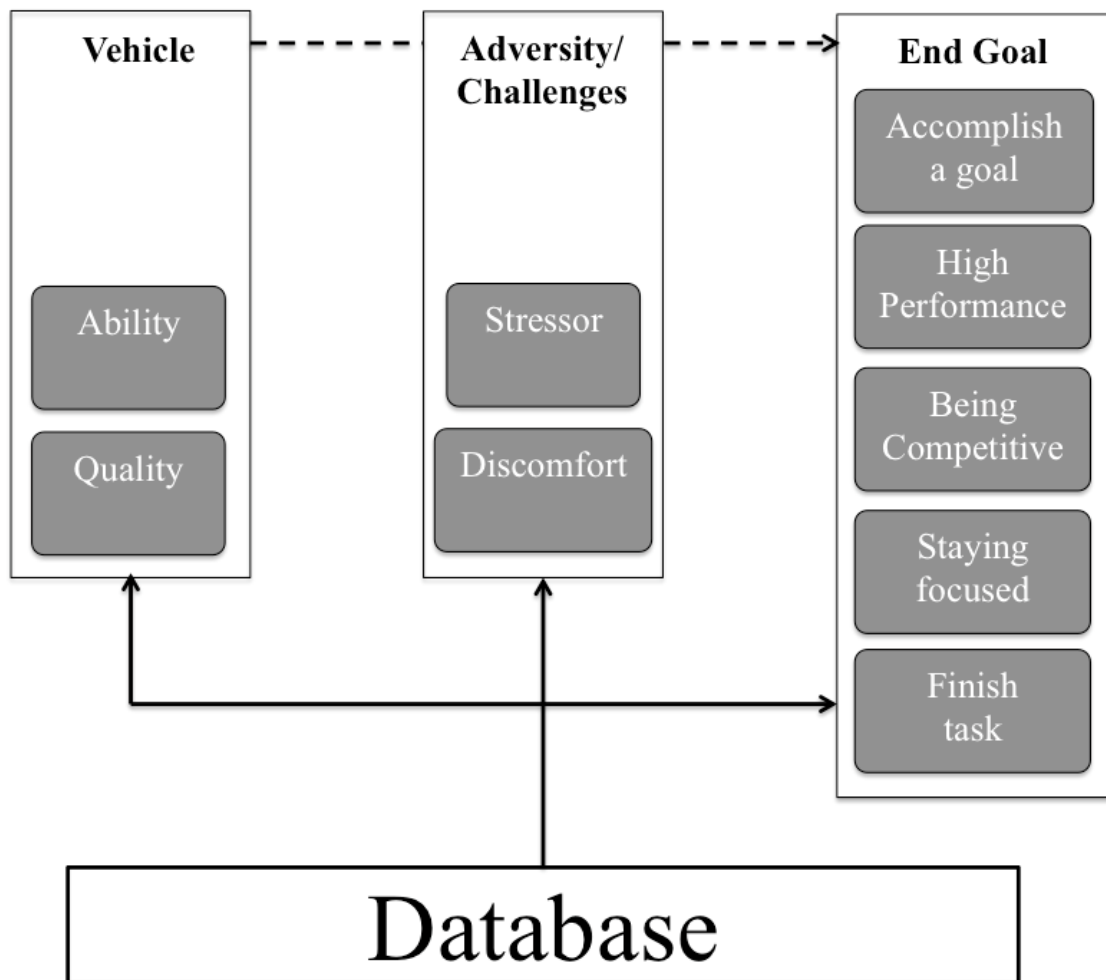 Vehicle
Ability
Quality
Adversity/
Challenges
Stressor
Discomfort
End Goal
Accomplish
a goal
High
Performance
Being
Competitive
Staying
focused
Finish
task
Database